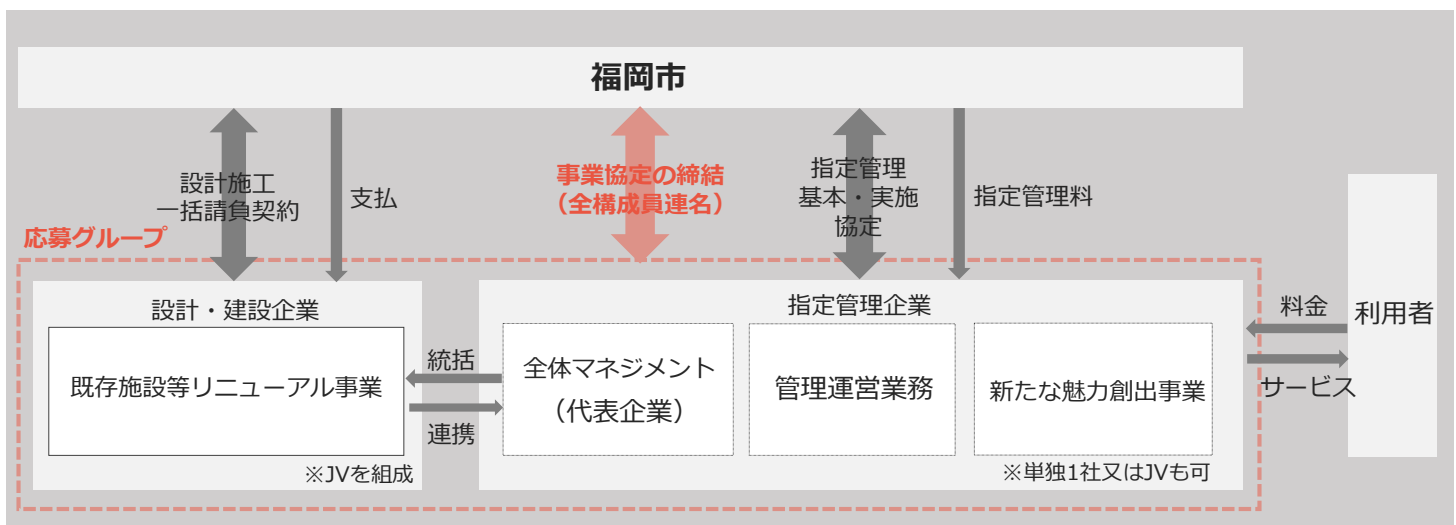 福岡市
設計施工
一括請負契約
支払
事業協定の締結
(全構成員連名)
指定管理
基本・実施
協定
指定管理料
応募グループ
設計・建設企業
既存施設等リニューアル事業
※JVを組成
統括
連携
指定管理企業
全体マネジメント
（代表企業）
管理運営業務
新たな魅力創出事業
※単独1社又はJVも可
料金
サービス
利用者